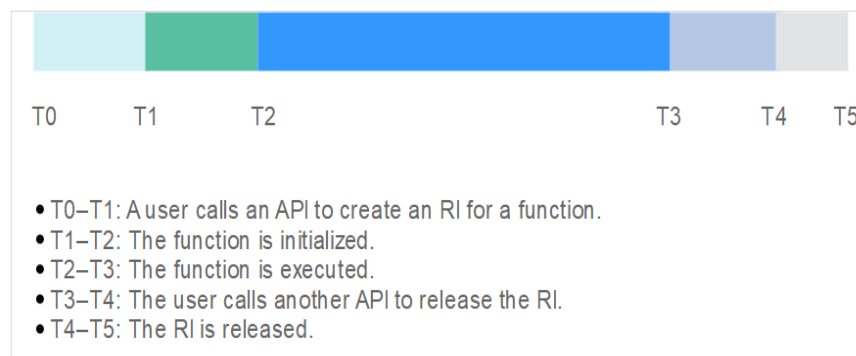 T0 T1 T2 T3 T4 T5
• T0–T1: A user calls an API to create an RI for a function.
• T1–T2: The function is initialized.
• T2–T3: The function is executed.
• T3–T4: The user calls another API to release the RI.
• T4–T5: The RI is released.